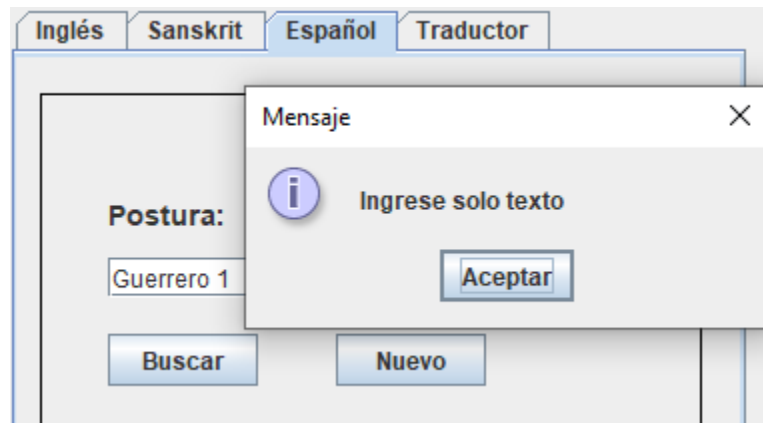 Inglés Sanskrit Español Traductor
Mensaje
Ingrese solo texto
Aceptar
Postura:
Guerrero 1
Buscar Nuevo